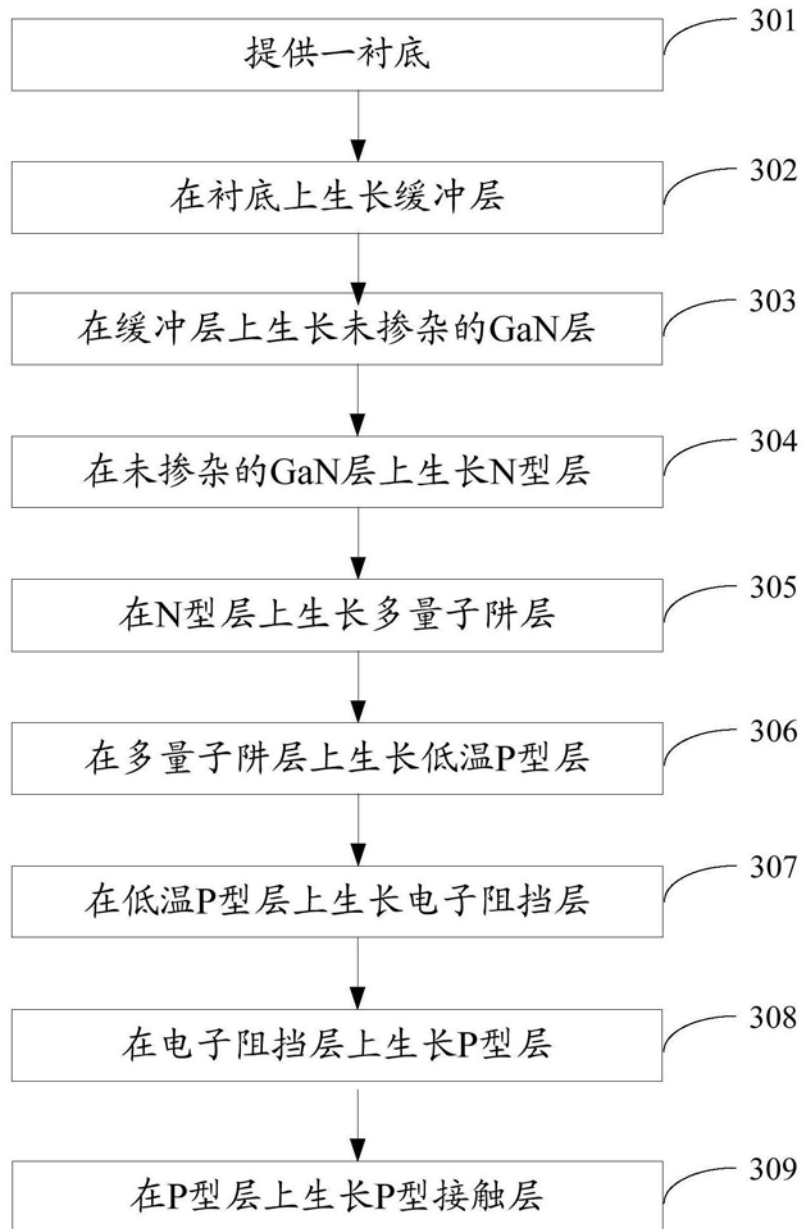 301
提供一衬底
302
在衬底上生长缓冲层
303
在缓冲层上生长未掺杂的GaN层
304
在未掺杂的GaN层上生长N型层
305
在N型层上生长多量子阱层
306
在多量子阱层上生长低温P型层
307
在低温P型层上生长电子阻挡层
308
在电子阻挡层上生长P型层
309
在P型层上生长P型接触层